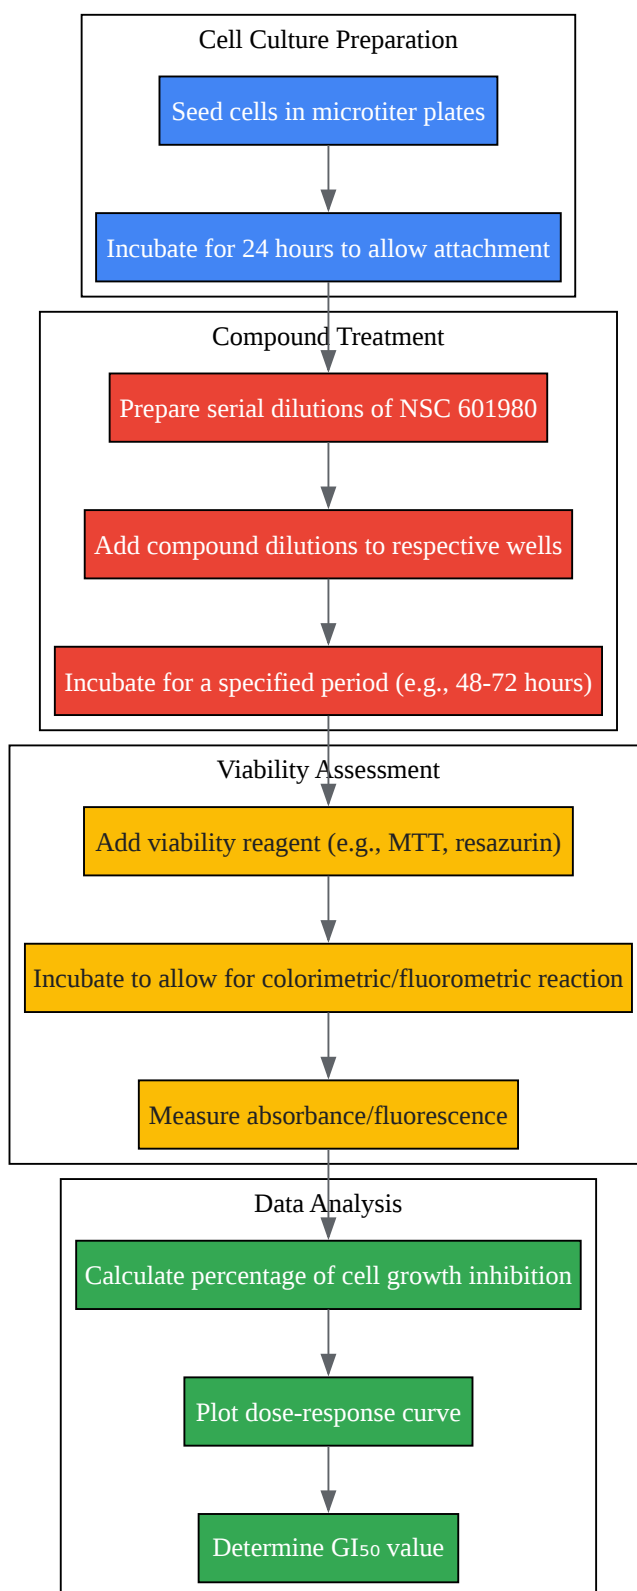 Cell Culture Preparation
Seed cells in microtiter plates
Incubate for 24 hours to allow attachment
Compound Treatment
Prepare serial dilutions of NSC 601980
Add compound dilutions to respective wells
Incubate for a specified period (e.g., 48-72 hours)
Viability Assessment
Add viability reagent (e.g., MTT, resazurin)
Incubate to allow for colorimetric/fluorometric reaction
Measure absorbance/fluorescence
Data Analysis
Calculate percentage of cell growth inhibition
Plot dose-response curve
Determine GI₅₀ value